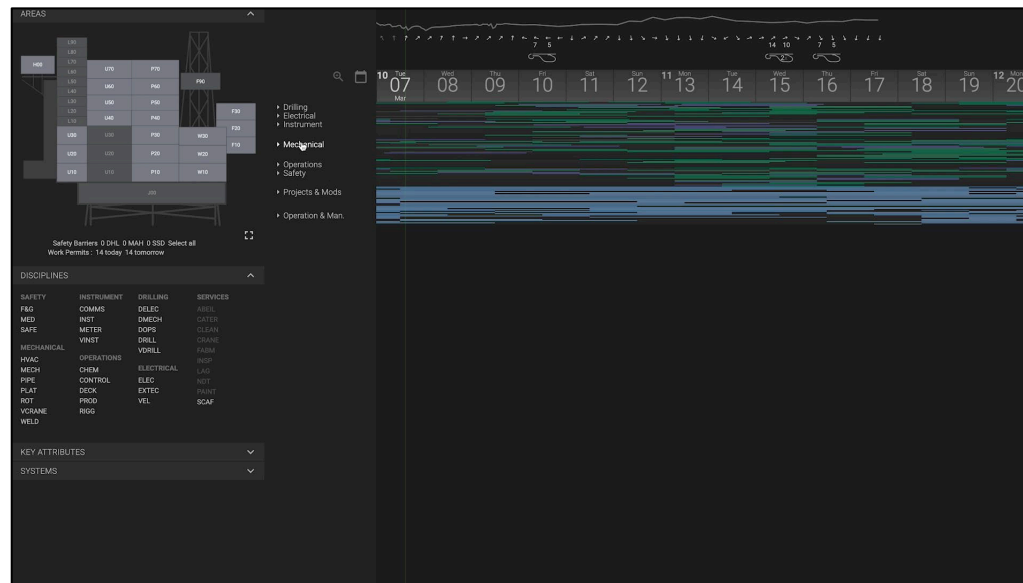 AREAS
L90
L80
L70
L60
L50
L40
L30
L20
L10
H00
U70
P70
U60
P60
P90
U50
P50
U40
P40
F30
U30
U30
P30
W30
F20
F10
U20
U20
P20
W20
U10
U10
P10
W10
J00
Safety Barriers 0 DHL 0 MAH 0 SSD Select all
Work Permits : 14 today 14 tomorrow
DISCIPLINES
SAFETY INSTRUMENT DRILLING SERVICES
F&G COMMS DELEC ABEIL
MED INST DMECH CATER
SAFE METER DOPS CLEAN
VINST DRILL CRANE
MECHANICAL VDRILL FABM
HVAC OPERATIONS INSP
MECH CHEM ELECTRICAL LAG
PIPE CONTROL ELEC NDT
PLAT DECK EXTEC PAINT
ROT PROD VEL SCAF
VCRANE RIGG
WELD
KEY ATTRIBUTES
SYSTEMS
Drilling
Electrical
Instrument
Mechanical
Operations
Safety
Projects & Mods
Operation & Man.
7 5
14 10
2
7 5
10 Tue Wed Thu Fri Sat Sun 11 Mon Tue Wed Thu Fri Sat Sun 12 Mon
07 08 09 10 11 12 13 14 15 16 17 18 19 20
Mar